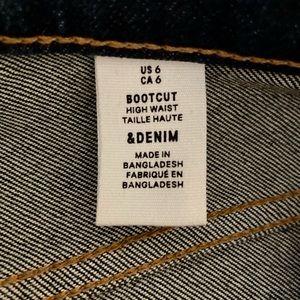 US 6
CA 6
BOOTCUT
HIGH WAIST
TAILLE HAUTE
&DENIM
MADE IN
BANGLADESH
FABRIQUÉ EN
BANGLADESH